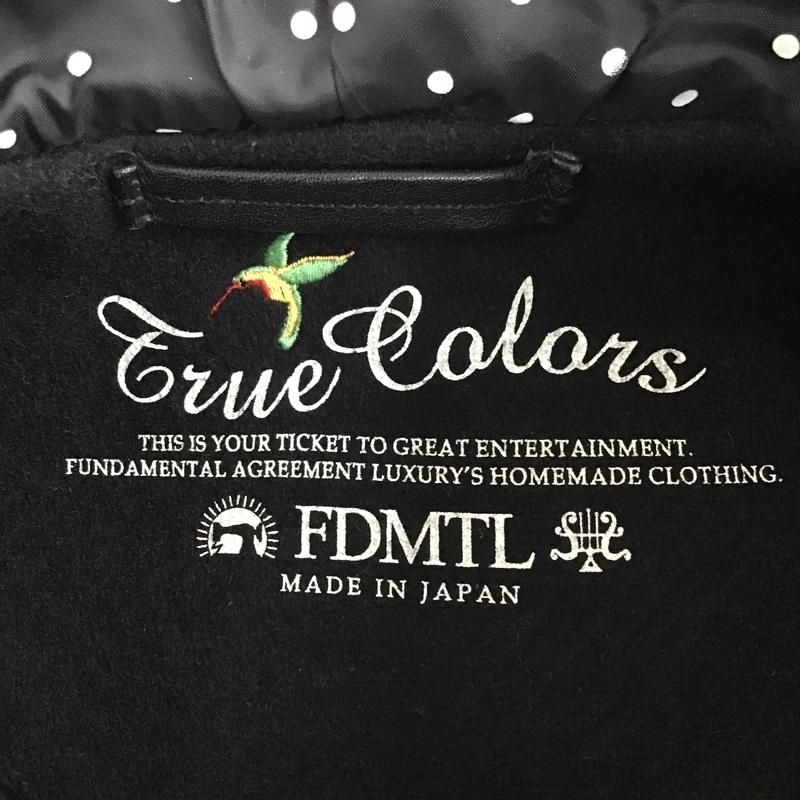 True Colors
THIS IS YOUR TICKET TO GREAT ENTERTAINMENT.
FUNDAMENTAL AGREEMENT LUXURY'S HOMEMADE CLOTHING.
FDMTL
MADE IN JAPAN